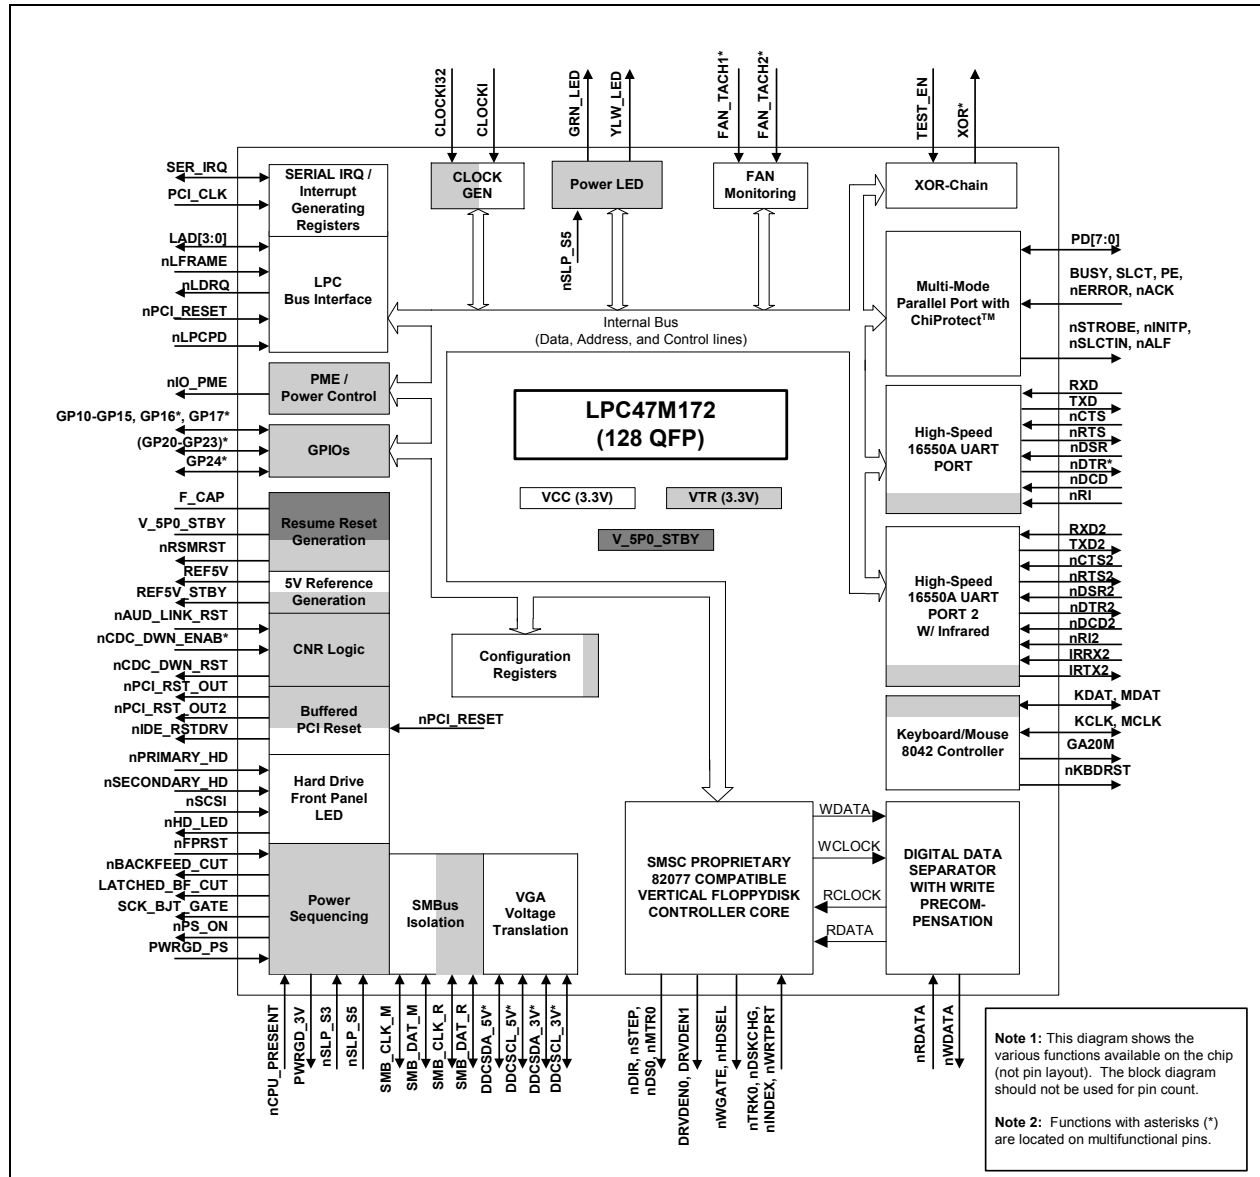 CLOCKI32
CLOCKI
GRN_LED
YLW_LED
FAN_TACH1*
FAN_TACH2*
TEST_EN
XOR*
SER_IRQ
PCI_CLK
LAD[3:0]
nLFRAME
nLDRQ
nPCI_RESET
nLPCPD
nIO_PME
GP10-GP15, GP16*, GP17*
(GP20-GP23)*
GP24*
F_CAP
V_5P0_STBY
nRSMRST
REF5V
REF5V_STBY
nAUD_LINK_RST
nCDC_DWN_ENAB*
nCDC_DWN_RST
nPCI_RST_OUT
nPCI_RST_OUT2
nIDE_RSTDRV
nPRIMARY_HD
nSECONDARY_HD
nSCSI
nHD_LED
nFPRST
nBACKFEED_CUT
LATCHED_BF_CUT
SCK_BJT_GATE
nPS_ON
PWRGD_PS
SERIAL IRQ /
Interrupt
Generating
Registers
LPC
Bus Interface
PME /
Power Control
GPIOs
Resume Reset
Generation
5V Reference
Generation
CNR Logic
Buffered
PCI Reset
nPCI_RESET
Hard Drive
Front Panel
LED
Power
Sequencing
SMBus
Isolation
VGA
Voltage
Translation
CLOCK
GEN
Power LED
nSLP_S5
FAN
Monitoring
XOR-Chain
Internal Bus
(Data, Address, and Control lines)
LPC47M172
(128 QFP)
VCC (3.3V)
VTR (3.3V)
V_5P0_STBY
Configuration
Registers
Multi-Mode
Parallel Port with
ChiProtect™
High-Speed
16550A UART
PORT
High-Speed
16550A UART
PORT 2
W/ Infrared
Keyboard/Mouse
8042 Controller
SMSC PROPRIETARY
82077 COMPATIBLE
VERTICAL FLOPPYDISK
CONTROLLER CORE
WDATA
WCLOCK
RCLOCK
RDATA
DIGITAL DATA
SEPARATOR
WITH WRITE
PRECOM-
PENSATION
PD[7:0]
BUSY, SLCT, PE,
nERROR, nACK
nSTROBE, nINITP,
nSLCTIN, nALF
RXD
TXD
nCTS
nRTS
nDSR
nDTR*
nDCD
nRI
RXD2
TXD2
nCTS2
nRTS2
nDSR2
nDTR2
nDCD2
nRI2
IRRX2
IRTX2
KDAT, MDAT
KCLK, MCLK
GA20M
nKBDRST
nCPU_PRESENT
PWRGD_3V
nSLP_S3
nSLP_S5
SMB_CLK_M
SMB_DAT_M
SMB_CLK_R
SMB_DAT_R
DDCSDA_5V*
DDCSCL_5V*
DDCSDA_3V*
DDCSCL_3V*
nDIR, nSTEP,
nDS0, nMTR0
DRVDEN0, DRVDEN1
nWGATE, nHDSEL
nTRK0, nDSKCHG,
nINDEX, nWRTPRT
nRDATA
nWDATA
Note 1: This diagram shows the
various functions available on the chip
(not pin layout). The block diagram
should not be used for pin count.
Note 2: Functions with asterisks (*)
are located on multifunctional pins.